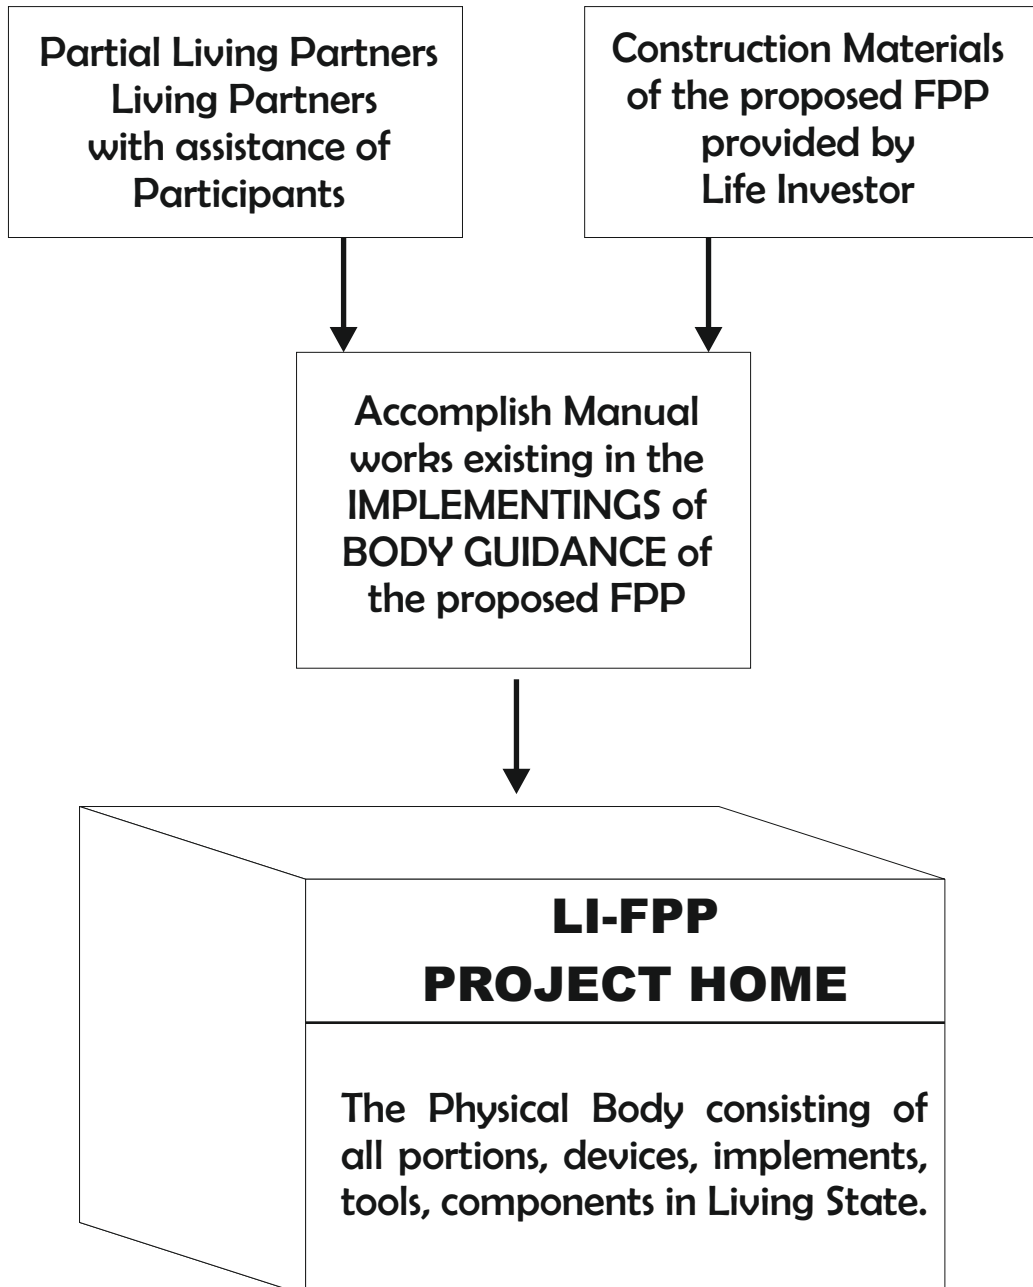 Partial Living Partners
Living Partners
with assistance of
Participants
Construction Materials
of the proposed FPP
provided by
Life Investor
Accomplish Manual
works existing in the
IMPLEMENTINGS of
BODY GUIDANCE of
the proposed FPP
LI-FPP
PROJECT HOME
The Physical Body consisting of
all portions, devices, implements,
tools, components in Living State.